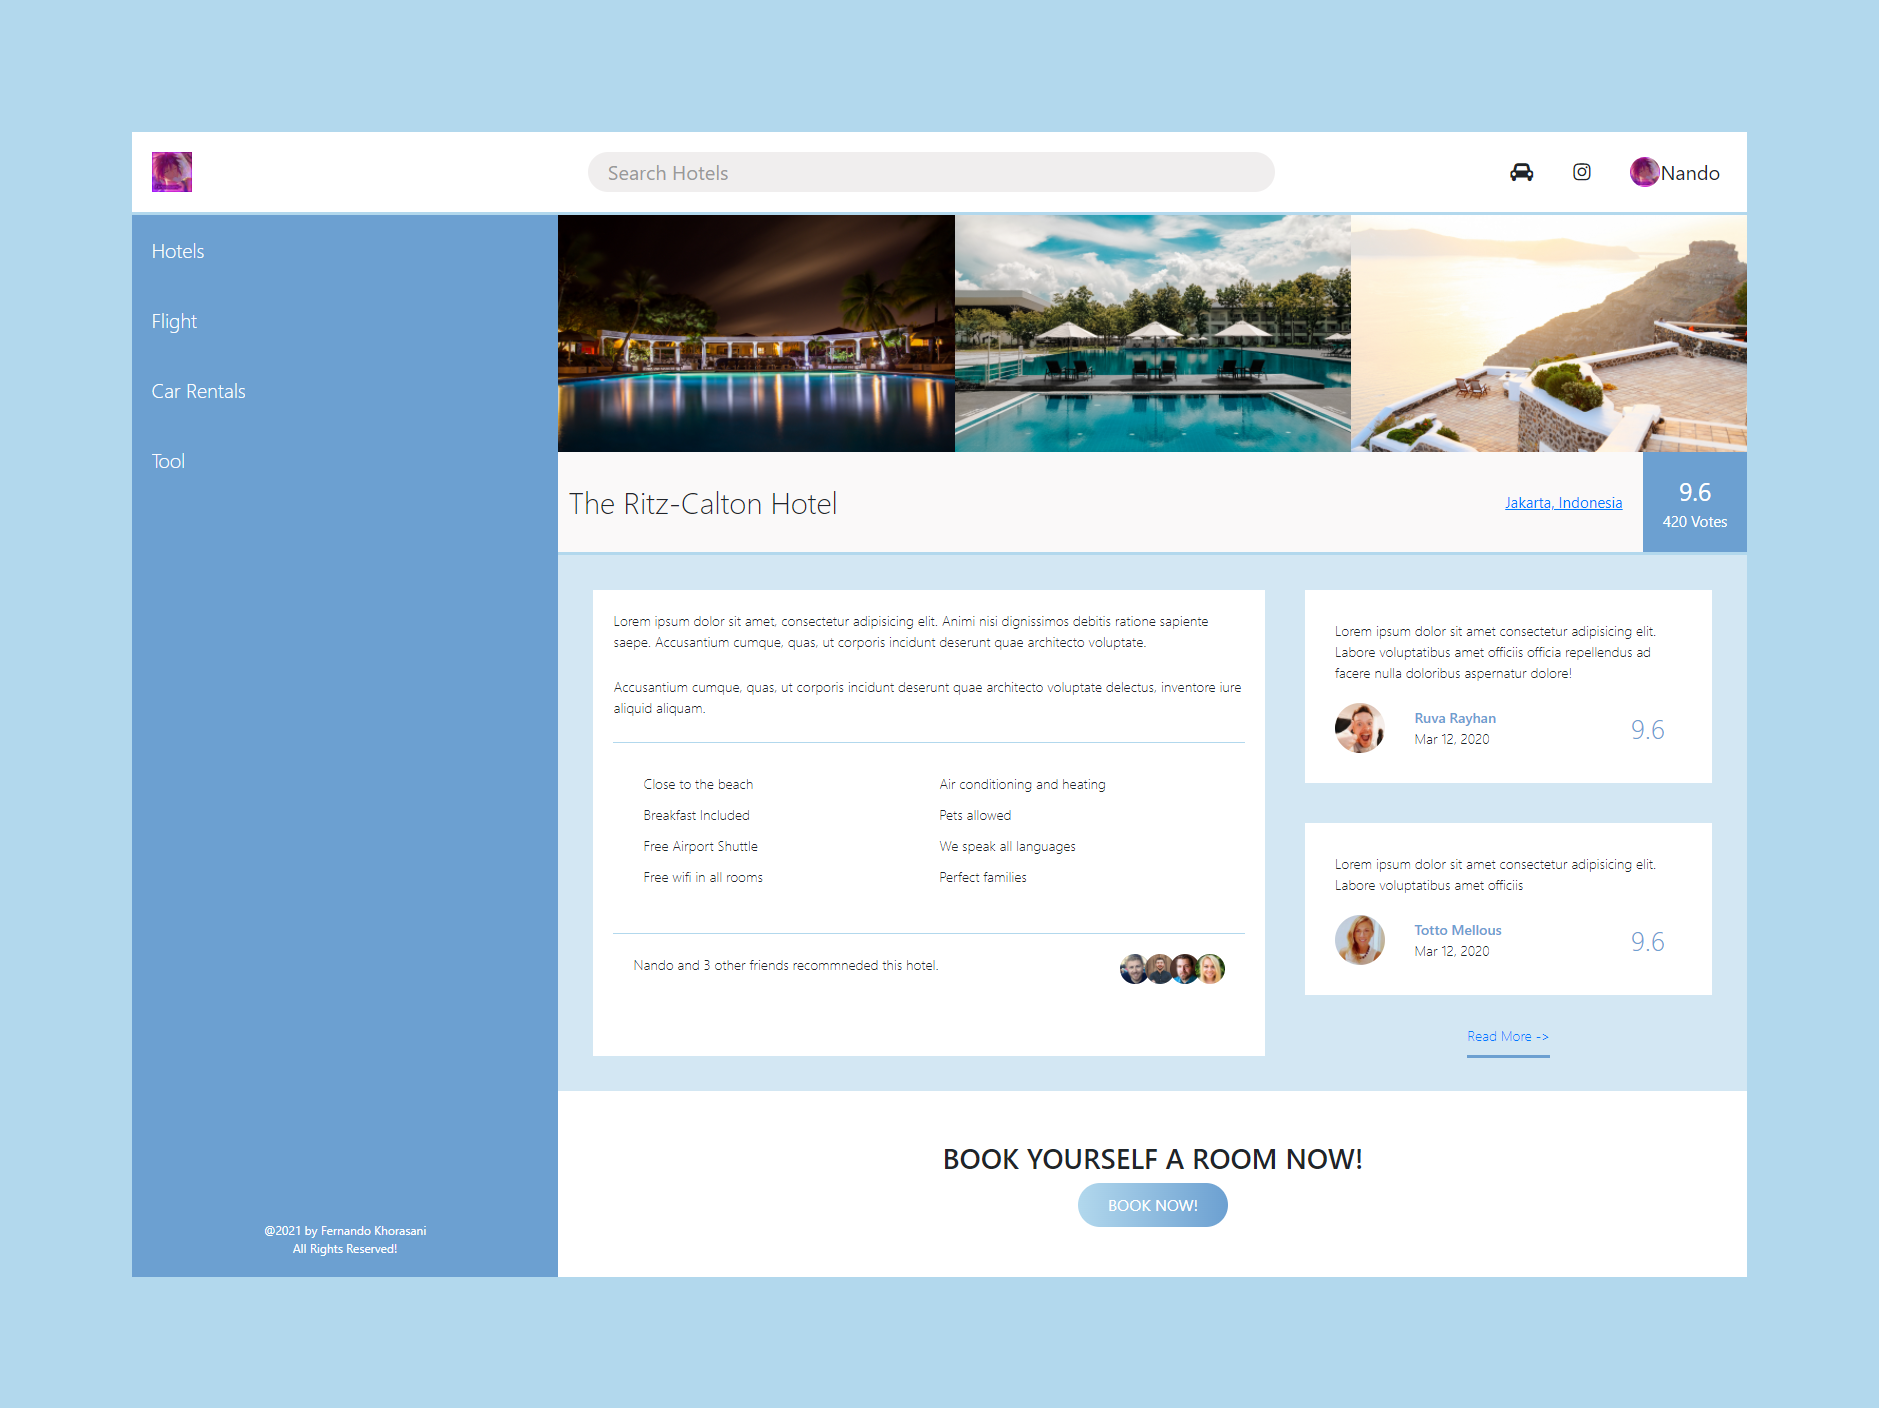 Search Hotels
Nando
Hotels
Flight
Car Rentals
Tool
The Ritz-Calton Hotel
Jakarta, Indonesia
9.6
420 Votes
Lorem ipsum dolor sit amet, consectetur adipisicing elit. Animi nisi dignissimos debitis ratione sapiente
saepe. Accusantium cumque, quas, ut corporis incidunt deserunt quae architecto voluptate.
Accusantium cumque, quas, ut corporis incidunt deserunt quae architecto voluptate delectus, inventore iure
aliquid aliquam.
Close to the beach
Air conditioning and heating
Breakfast Included
Pets allowed
Free Airport Shuttle
We speak all languages
Free wifi in all rooms
Perfect families
Nando and 3 other friends recommneded this hotel.
Lorem ipsum dolor sit amet consectetur adipisicing elit.
Labore voluptatibus amet officiis officia repellendus ad
facere nulla doloribus aspernatur dolore!
Ruva Rayhan
Mar 12, 2020
9.6
Lorem ipsum dolor sit amet consectetur adipisicing elit.
Labore voluptatibus amet officiis
Totto Mellous
Mar 12, 2020
9.6
Read More ->
BOOK YOURSELF A ROOM NOW!
BOOK NOW!
@2021 by Fernando Khorasani
All Rights Reserved!